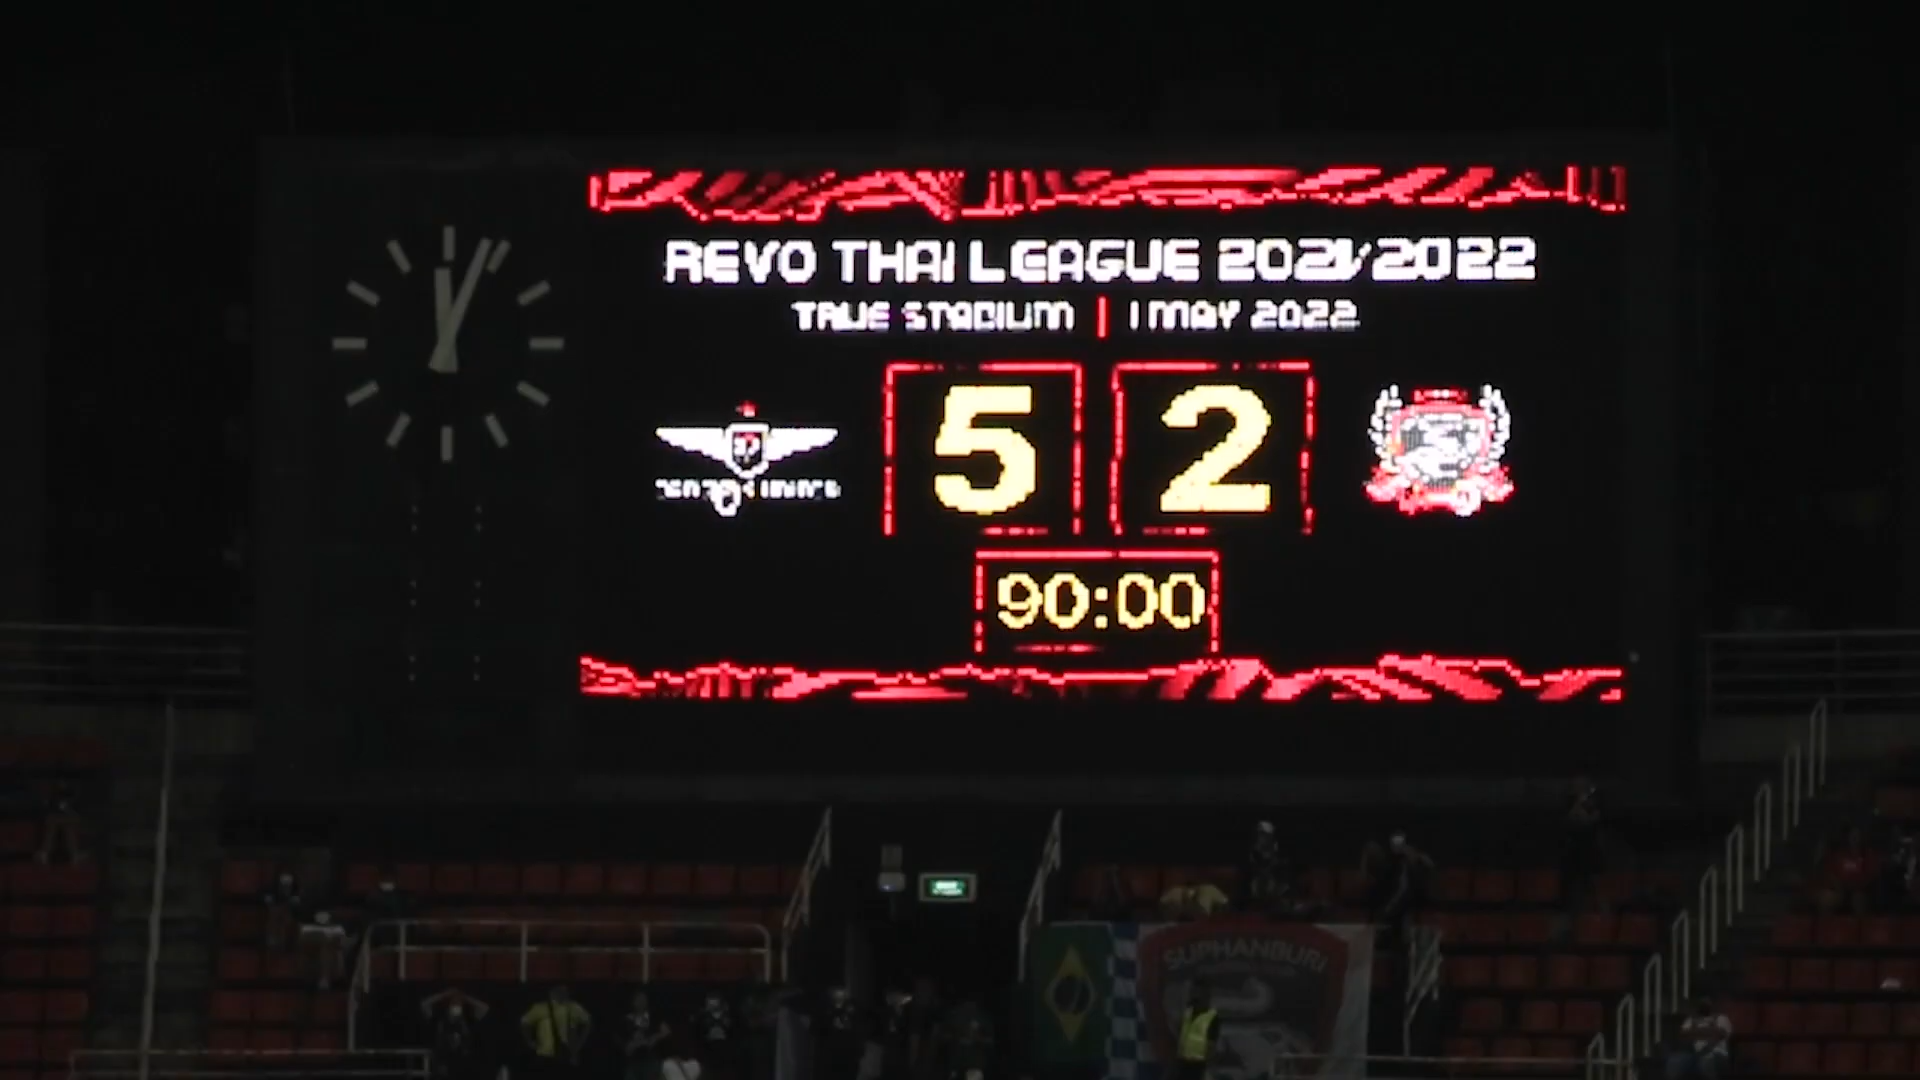 REVO THAI LEAGUE 2021/2022
TRUE STADIUM | 1 MAY 2022
5 2
90:00
SUPHANBURI